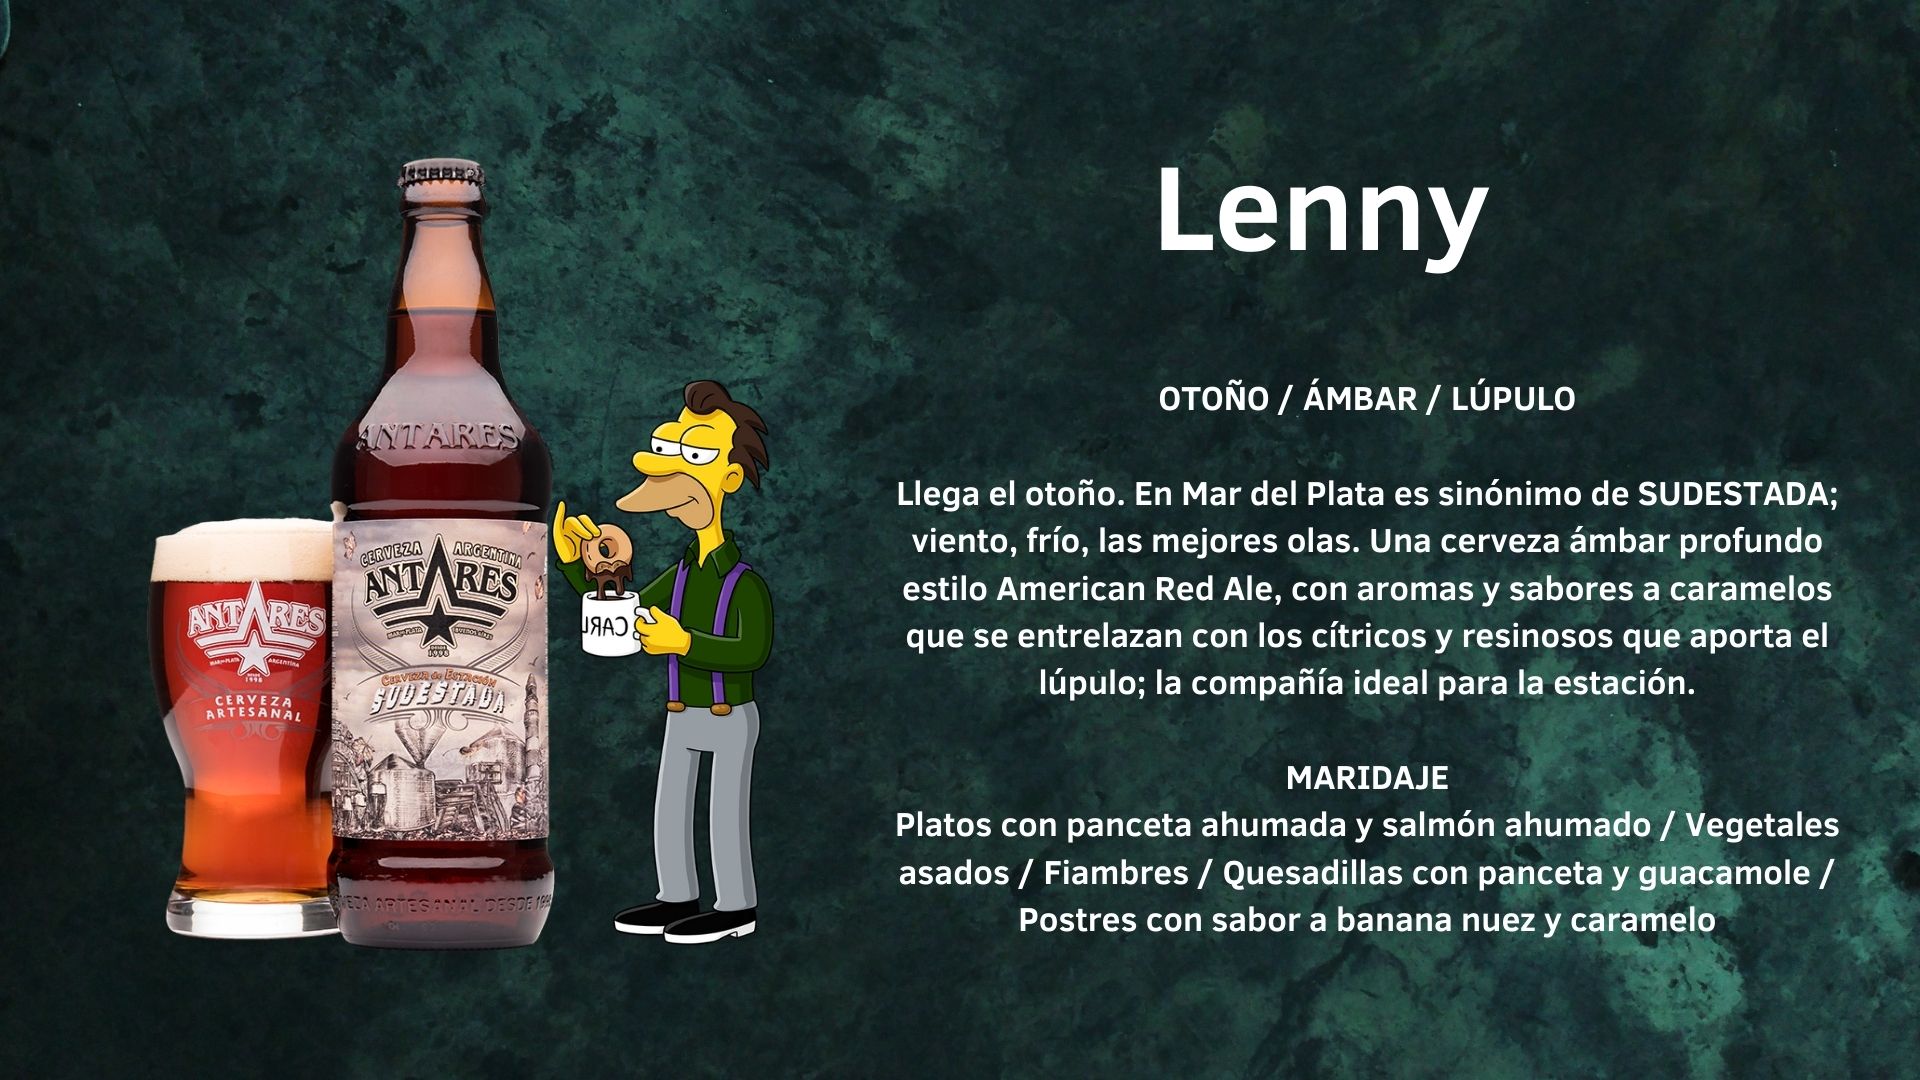 Lenny
OTOÑO / ÁMBAR / LÚPULO
Llega el otoño. En Mar del Plata es sinónimo de SUDESTADA;
viento, frío, las mejores olas. Una cerveza ámbar profundo
estilo American Red Ale, con aromas y sabores a caramelos
que se entrelazan con los cítricos y resinosos que aporta el
lúpulo; la compañía ideal para la estación.
MARIDAJE
Platos con panceta ahumada y salmón ahumado / Vegetales
asados / Fiambres / Quesadillas con panceta y guacamole /
Postres con sabor a banana nuez y caramelo
ANTARES
CERVEZA ARGENTINA
ANTARES
MAR DEL PLATA BUENOS AIRES
DESDE
1998
CERVEZA de ESTACIÓN
SUDESTADA
ARTESANAL DESDE
ANTARES
MAR DEL PLATA ARGENTINA
DESDE
1998
CERVEZA
ARTESANAL
CARL